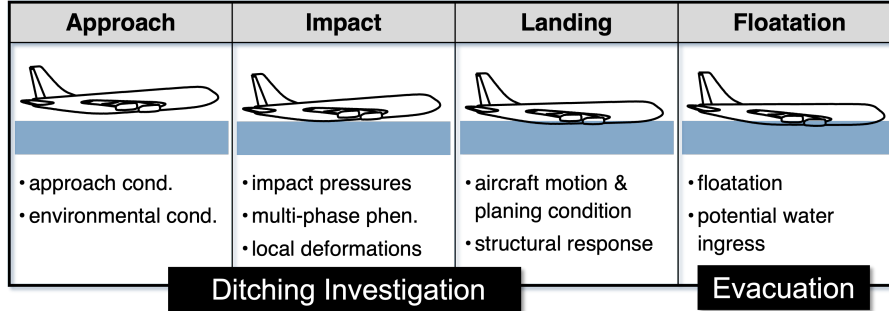 Approach
Impact
Landing
Floatation
• approach cond.
• environmental cond.
• impact pressures
• multi-phase phen.
• local deformations
• aircraft motion &
planing condition
• structural response
• floatation
• potential water
ingress
Ditching Investigation
Evacuation